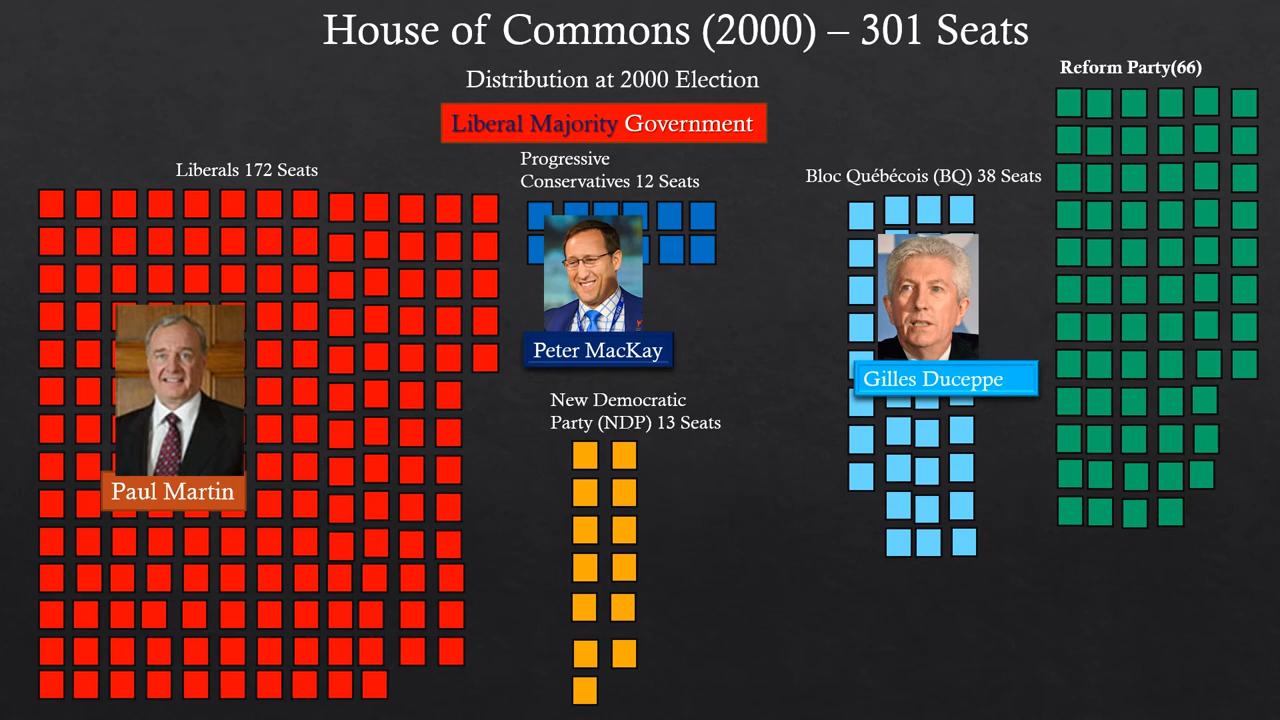 House of Commons (2000) – 301 Seats
Distribution at 2000 Election
Liberal Majority Government
Reform Party(66)
Liberals 172 Seats
Progressive
Conservatives 12 Seats
Bloc Québécois (BQ) 38 Seats
Peter MacKay
Gilles Duceppe
New Democratic
Party (NDP) 13 Seats
Paul Martin